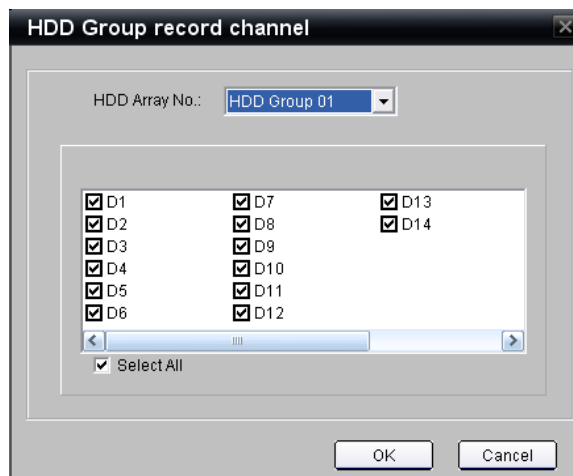 HDD Group record channel
HDD Array No.: HDD Group 01
D1 D7 D13
D2 D8 D14
D3 D9
D4 D10
D5 D11
D6 D12
Select All
OK Cancel